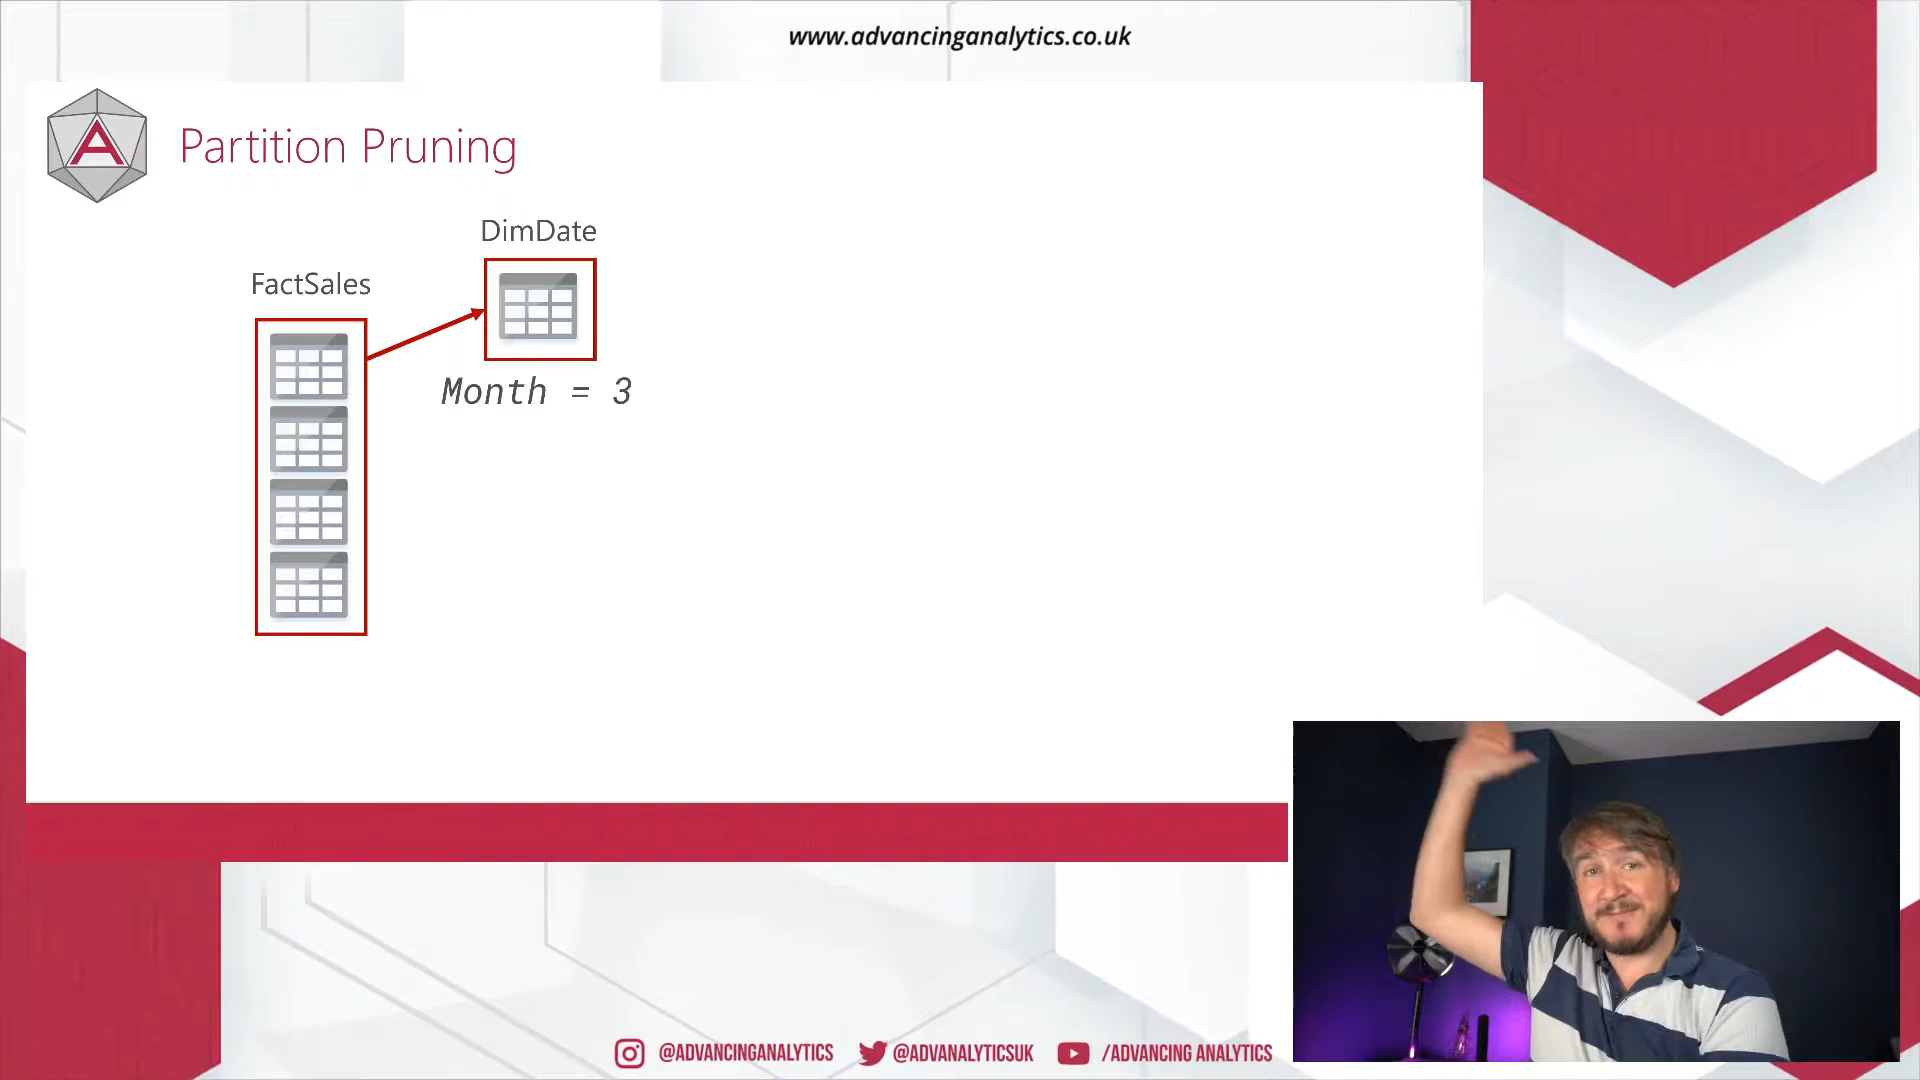 www.advancinganalytics.co.uk
A
Partition Pruning
DimDate
FactSales
Month = 3
@ADVANCINGANALYTICS
@ADVANALYTICSUK
/ADVANCING ANALYTICS